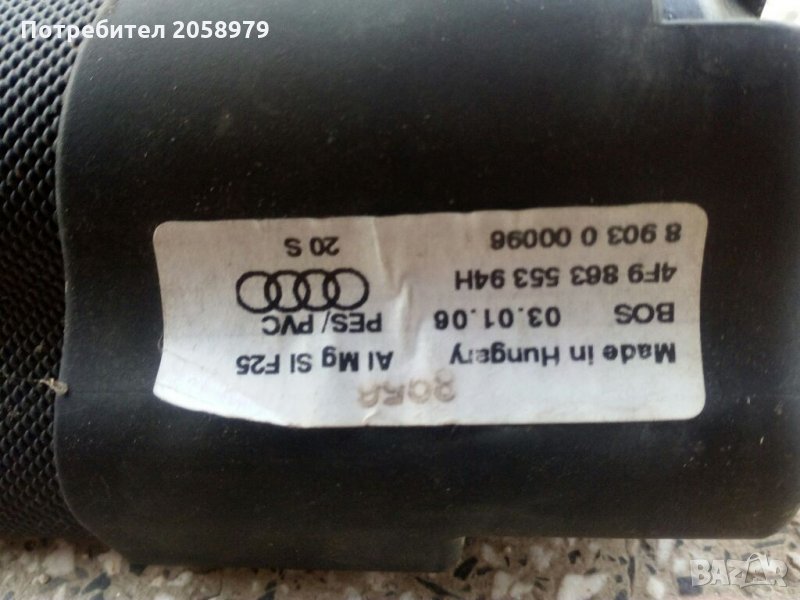 Потребител 2058979
Made in Hungary Al Mg SI F25
BOS 03.01.06 PES/PVC
4F9 863 553 94H
8 903 0 00096 20 S
BAZAR